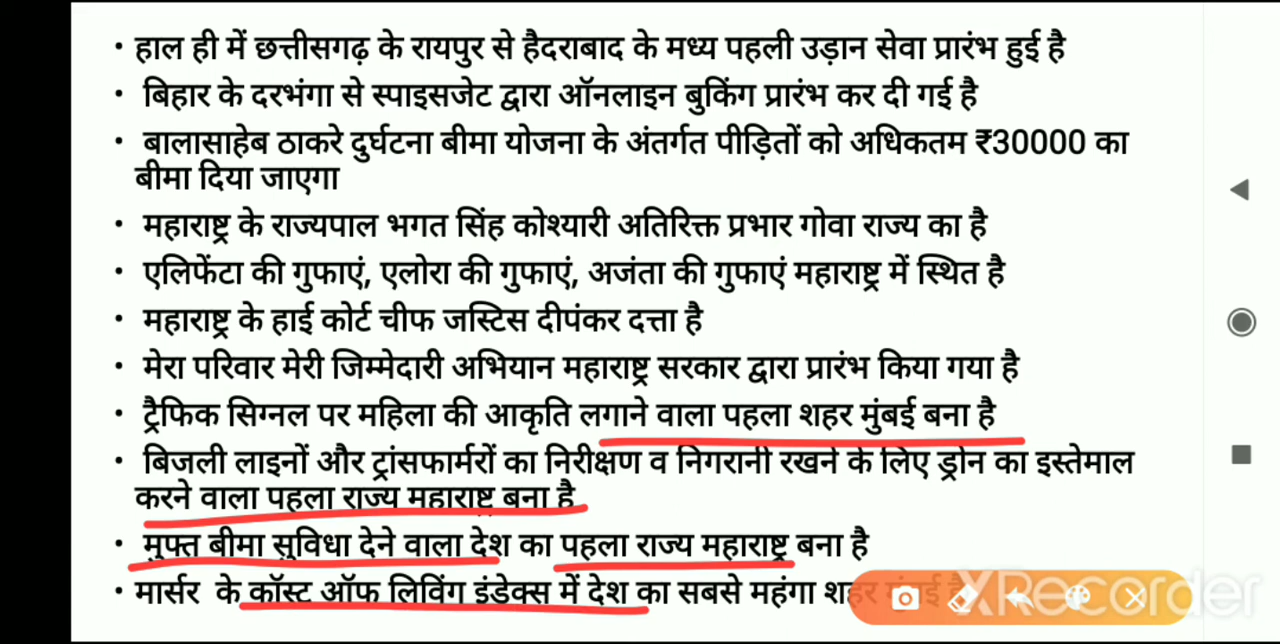 • हाल ही में छत्तीसगढ़ के रायपुर से हैदराबाद के मध्य पहली उड़ान सेवा प्रारंभ हुई है
• बिहार के दरभंगा से स्पाइसजेट द्वारा ऑनलाइन बुकिंग प्रारंभ कर दी गई है
• बालासाहेब ठाकरे दुर्घटना बीमा योजना के अंतर्गत पीड़ितों को अधिकतम ₹30000 का
बीमा दिया जाएगा
• महाराष्ट्र के राज्यपाल भगत सिंह कोश्यारी अतिरिक्त प्रभार गोवा राज्य का है
• एलिफेंटा की गुफाएं, एलोरा की गुफाएं, अजंता की गुफाएं महाराष्ट्र में स्थित है
• महाराष्ट्र के हाई कोर्ट चीफ जस्टिस दीपंकर दत्ता है
• मेरा परिवार मेरी जिम्मेदारी अभियान महाराष्ट्र सरकार द्वारा प्रारंभ किया गया है
• ट्रैफिक सिग्नल पर महिला की आकृति लगाने वाला पहला शहर मुंबई बना है
• बिजली लाइनों और ट्रांसफार्मरों का निरीक्षण व निगरानी रखने के लिए ड्रोन का इस्तेमाल
करने वाला पहला राज्य महाराष्ट्र बना है
• मुफ्त बीमा सुविधा देने वाला देश का पहला राज्य महाराष्ट्र बना है
• मार्सर के कॉस्ट ऑफ लिविंग इंडेक्स में देश का सबसे महंगा शहर
XRecorder